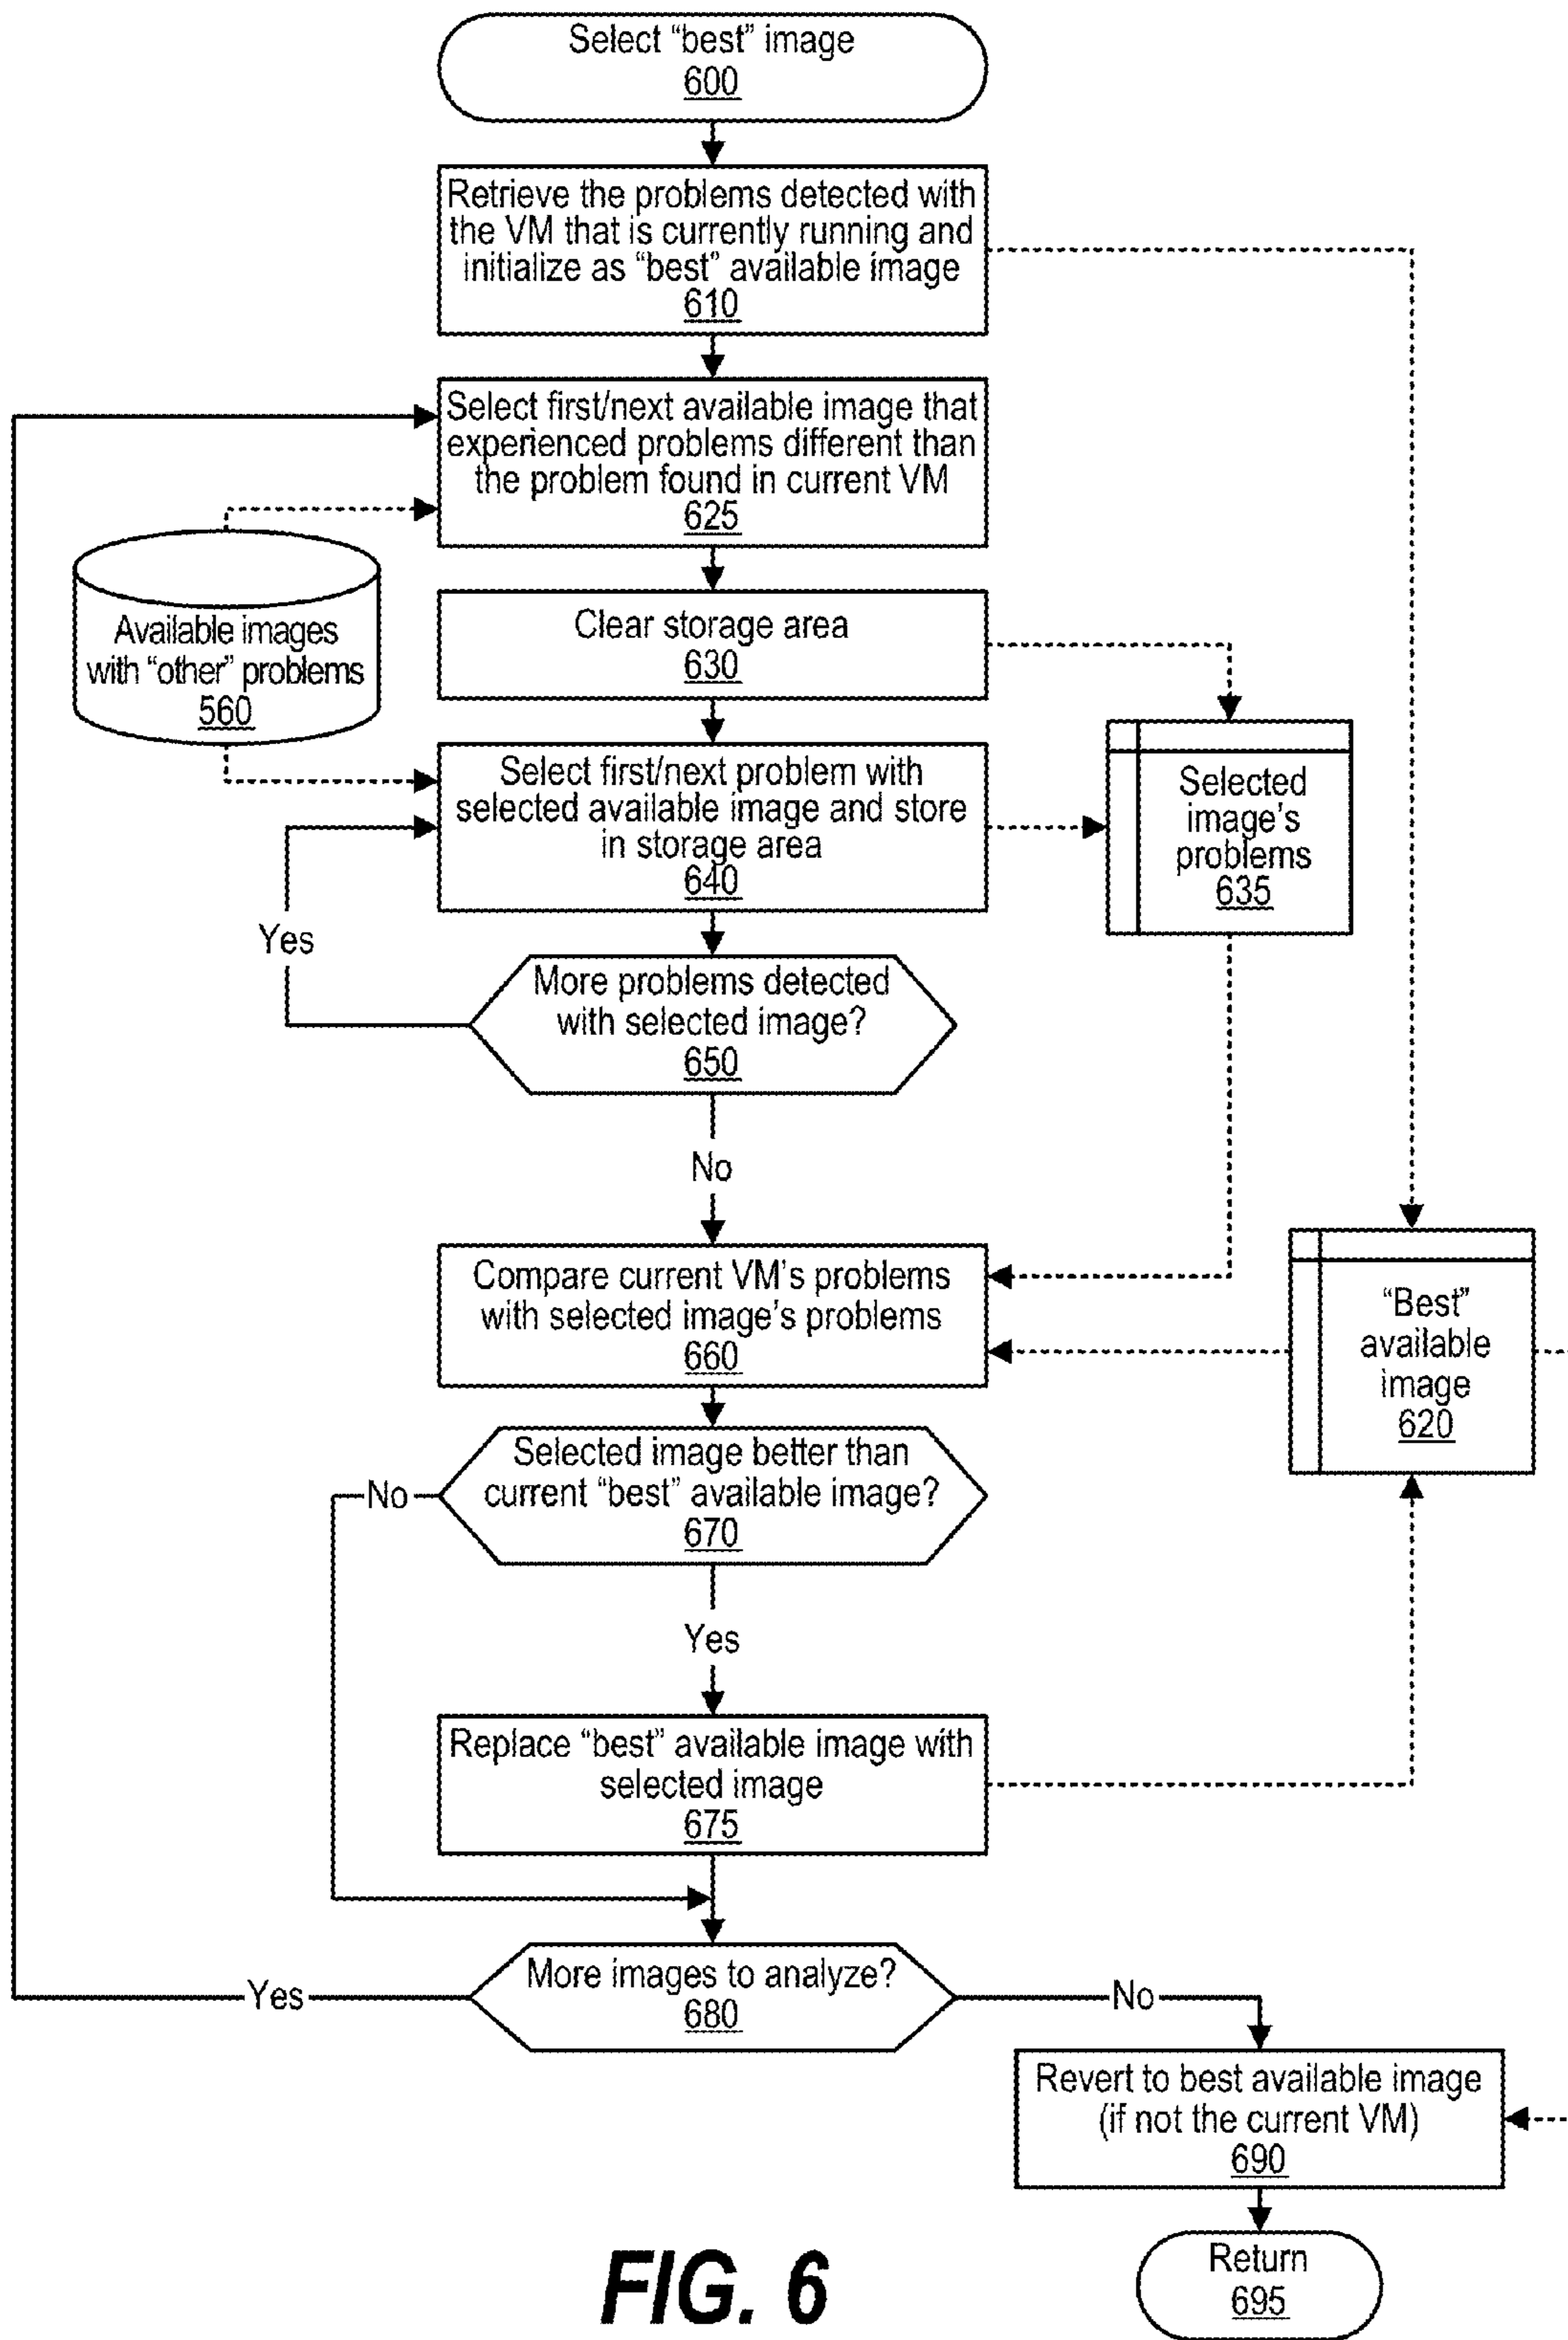 Select “best” image
600
Retrieve the problems detected with
the VM that is currently running and
initialize as “best” available image
610
Select first/next available image that
experienced problems different than
the problem found in current VM
625
Available images
with “other” problems
560
Clear storage area
630
Select first/next problem with
selected available image and store
in storage area
640
Selected
image’s
problems
635
Yes
More problems detected
with selected image?
650
No
Compare current VM’s problems
with selected image’s problems
660
“Best”
available
image
620
Selected image better than
current “best” available image?
670
No
Yes
Replace “best” available image with
selected image
675
More images to analyze?
680
Yes
No
Revert to best available image
(if not the current VM)
690
Return
695
FIG. 6